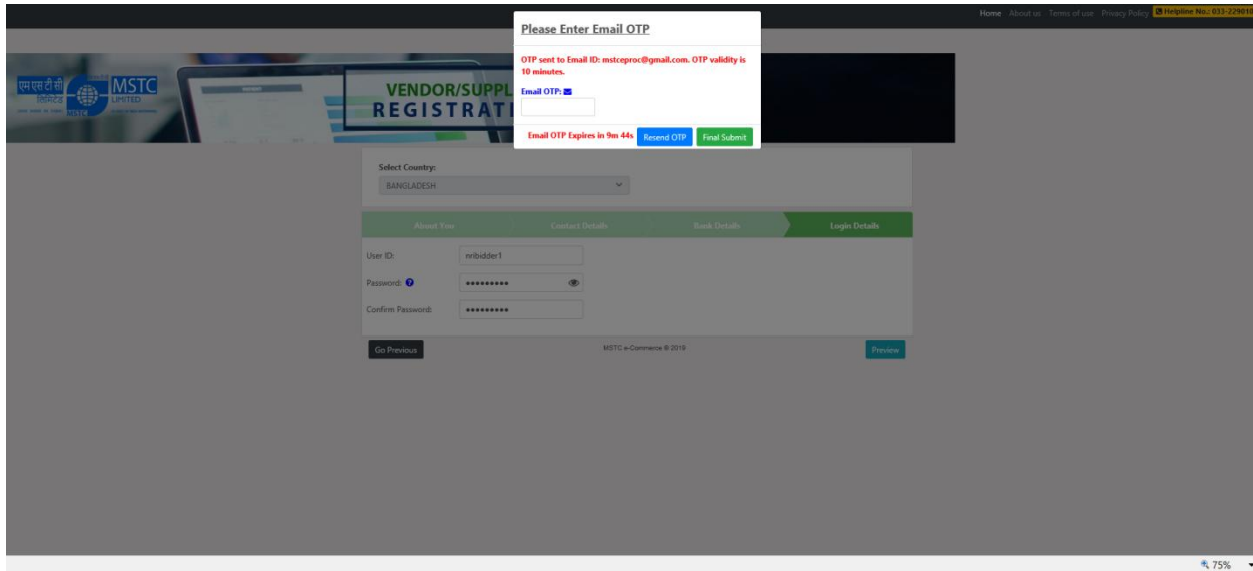 Home About us Terms of use Privacy Policy Helpline No.: 033-229010
Please Enter Email OTP
OTP sent to Email ID: mstceproc@gmail.com. OTP validity is
10 minutes.
Email OTP:
Email OTP Expires in 9m 44s Resend OTP Final Submit
एम एस टी सी
लिमिटेड
MSTC
LIMITED
VENDOR/SUPPL
REGISTRATI
Select Country:
BANGLADESH
About You Contact Details Bank Details Login Details
User ID: nribidder1
Password: •••••••••
Confirm Password: •••••••••
Go Previous MSTC e-Commerce © 2019 Preview
75%